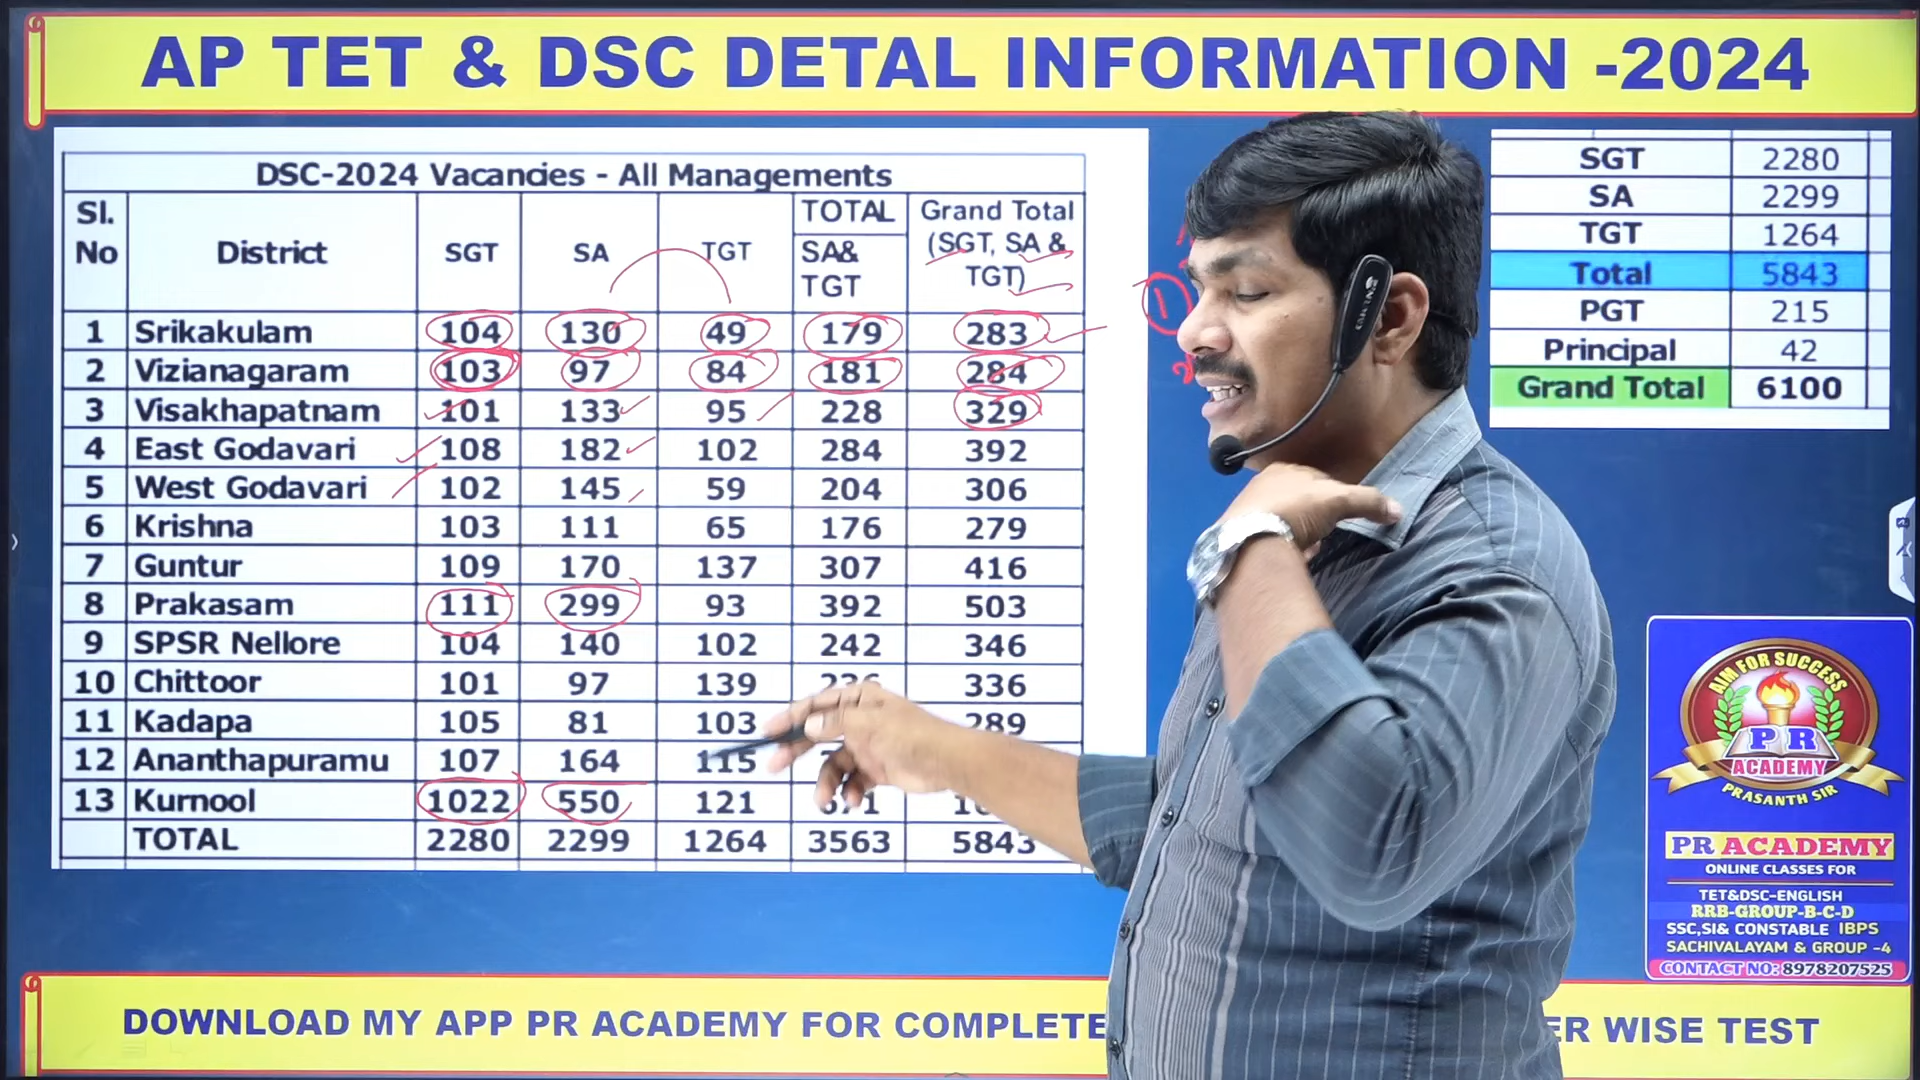 AP TET & DSC DETAL INFORMATION -2024
DSC-2024 Vacancies - All Managements
Sl. No District SGT SA TGT TOTAL SA& TGT Grand Total (SGT, SA & TGT)
1 Srikakulam 104 130 49 179 283
2 Vizianagaram 103 97 84 181 284
3 Visakhapatnam 101 133 95 228 329
4 East Godavari 108 182 102 284 392
5 West Godavari 102 145 59 204 306
6 Krishna 103 111 65 176 279
7 Guntur 109 170 137 307 416
8 Prakasam 111 299 93 392 503
9 SPSR Nellore 104 140 102 242 346
10 Chittoor 101 97 139 336
11 Kadapa 105 81 103 289
12 Ananthapuramu 107 164 115
13 Kurnool 1022 550 121
TOTAL 2280 2299 1264 3563 5843
1
SGT 2280
SA 2299
TGT 1264
Total 5843
PGT 215
Principal 42
Grand Total 6100
AIM FOR SUCCESS
PR
ACADEMY
PRASANTH SIR
PR ACADEMY
ONLINE CLASSES FOR
TET&DSC-ENGLISH
RRB-GROUP-B-C-D
SSC,SI& CONSTABLE IBPS
SACHIVALAYAM & GROUP -4
CONTACT NO: 8978207525
DOWNLOAD MY APP PR ACADEMY FOR COMPLETE
ER WISE TEST